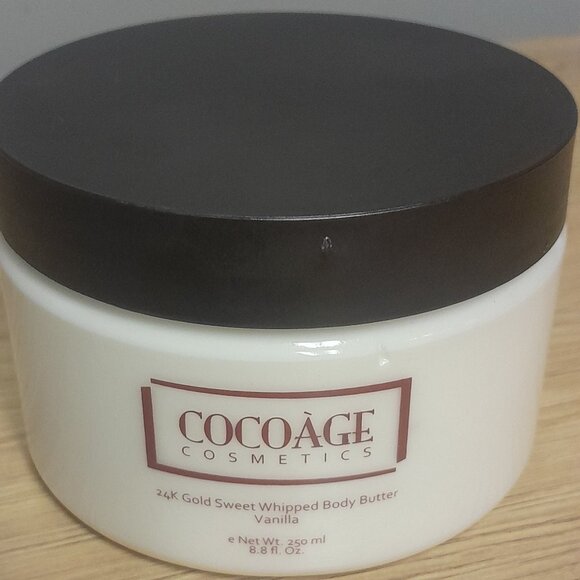 COCOÀGE
COSMETICS
24K Gold Sweet Whipped Body Butter
Vanilla
e Net Wt. 250 ml
8.8 fl. Oz.